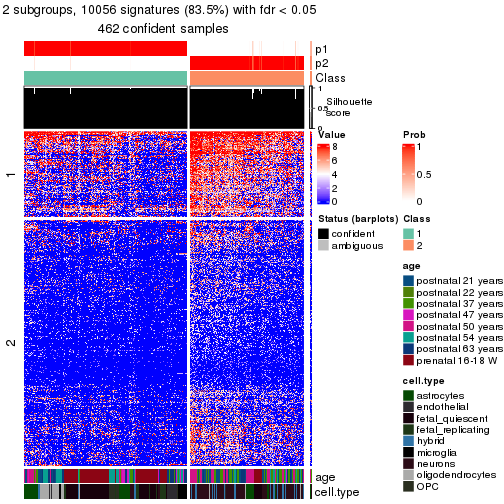 2 subgroups, 10056 signatures (83.5%) with fdr < 0.05
462 confident samples
p1
p2
Class
1
0.5
0
Silhouette
score
1
2
Value
8
6
4
2
0
Prob
1
0.5
0
Status (barplots)
confident
ambiguous
Class
1
2
age
postnatal 21 years
postnatal 22 years
postnatal 37 years
postnatal 47 years
postnatal 50 years
postnatal 54 years
postnatal 63 years
prenatal 16-18 W
cell.type
astrocytes
endothelial
fetal_quiescent
fetal_replicating
hybrid
microglia
neurons
oligodendrocytes
OPC
age
cell.type